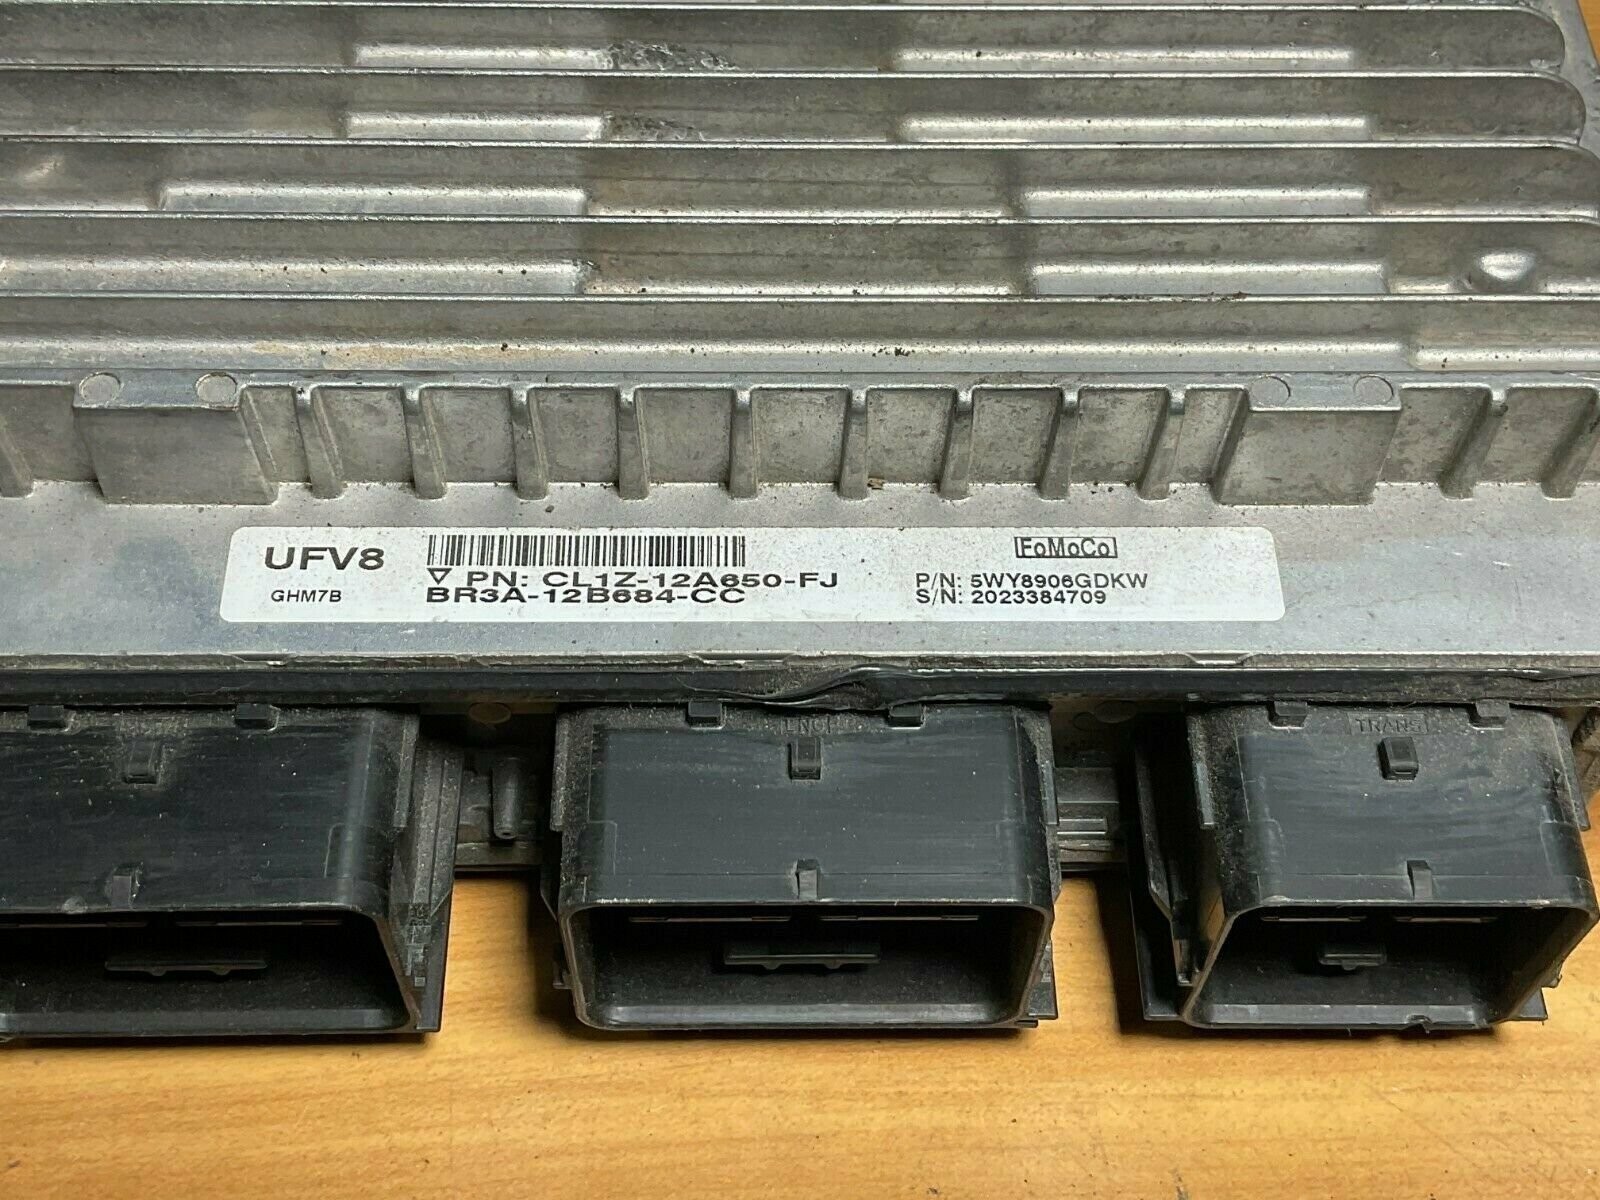 UFV8
GHM7B
PN: CL1Z-12A650-FJ
BR3A-12B684-CC
FoMoCo
P/N: 5WY8906GDKW
S/N: 2023384709
TRANS